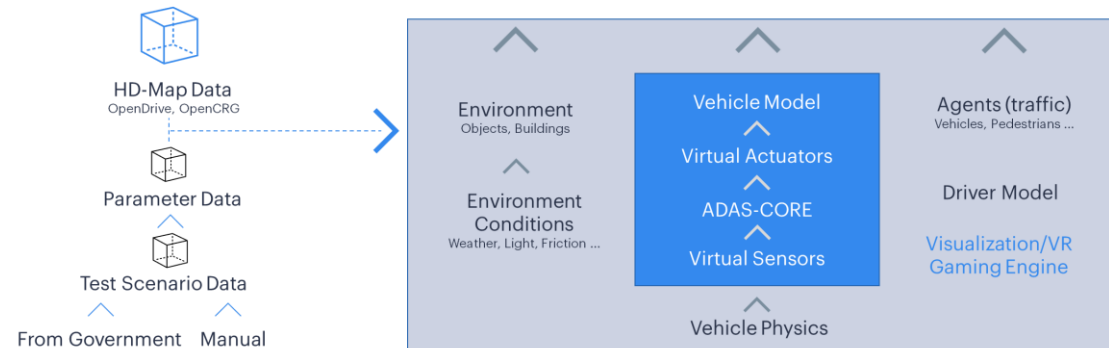 HD-Map Data
OpenDrive, OpenCRG
Parameter Data
Test Scenario Data
From Government
Manual
Environment
Objects, Buildings
Environment
Conditions
Weather, Light, Friction ...
Vehicle Model
Virtual Actuators
ADAS-CORE
Virtual Sensors
Vehicle Physics
Agents (traffic)
Vehicles, Pedestrians ...
Driver Model
Visualization/VR
Gaming Engine